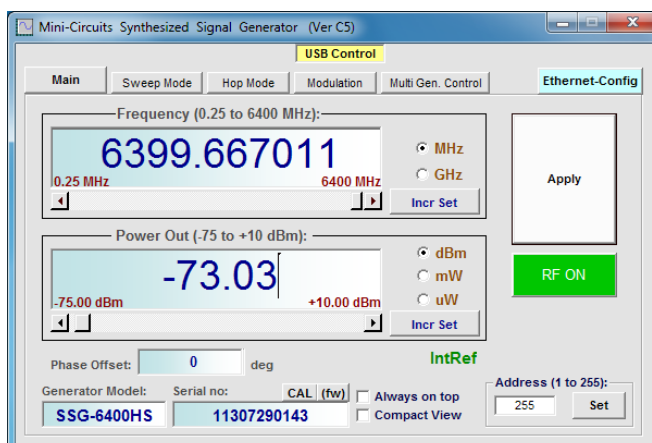 Mini-Circuits Synthesized Signal Generator (Ver C5)
USB Control
Main Sweep Mode Hop Mode Modulation Multi Gen. Control Ethernet-Config
Frequency (0.25 to 6400 MHz):
6399.667011
0.25 MHz 6400 MHz
MHz
GHz
Incr Set
Apply
Power Out (-75 to +10 dBm):
-73.03
-75.00 dBm +10.00 dBm
dBm
mW
uW
Incr Set
RF ON
Phase Offset: 0 deg
IntRef
Generator Model: Serial no: CAL (fw)
SSG-6400HS 11307290143
Always on top
Compact View
Address (1 to 255):
255 Set